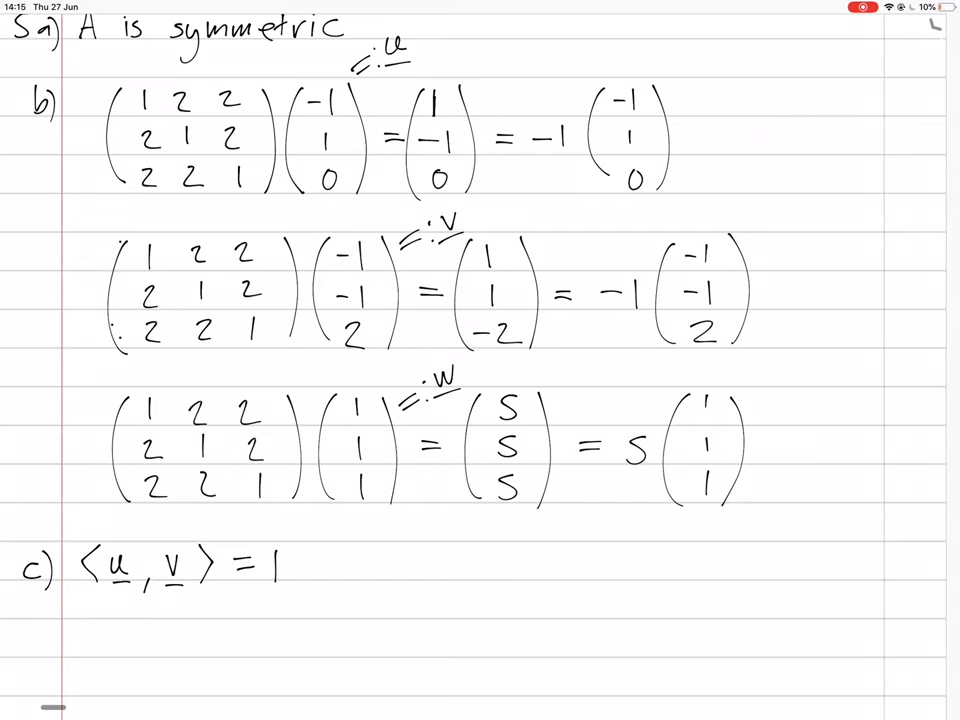 14:15 Thu 27 Jun 10%
5a) A is symmetric
b) ( 1 2 2 ) ( -1 ) =: u ( 1 ) ( -1 )
( 2 1 2 ) ( 1 ) = ( -1 ) = -1 ( 1 )
( 2 2 1 ) ( 0 ) ( 0 ) ( 0 )
( 1 2 2 ) ( -1 ) =: v ( 1 ) ( -1 )
( 2 1 2 ) ( -1 ) = ( 1 ) = -1 ( -1 )
( 2 2 1 ) ( 2 ) ( -2 ) ( 2 )
( 1 2 2 ) ( 1 ) =: w ( 5 ) ( 1 )
( 2 1 2 ) ( 1 ) = ( 5 ) = 5 ( 1 )
( 2 2 1 ) ( 1 ) ( 5 ) ( 1 )
c) ⟨u, v⟩ = 1